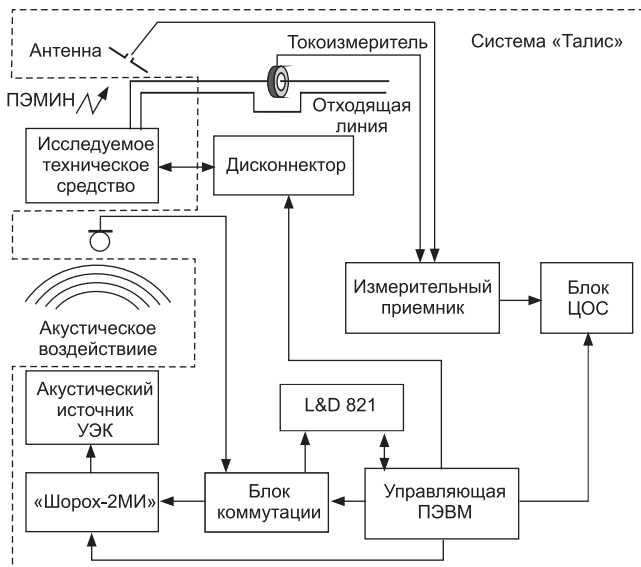 Система «Талис»
Антенна
Токоизмеритель
ПЭМИН
Отходящая
линия
Исследуемое
техническое
средство
Дисконнектор
Измерительный
приемник
Блок
ЦОС
Акустическое
воздействиие
Акустический
источник
УЭК
L&D 821
«Шорох-2МИ»
Блок
коммутации
Управляющая
ПЭВМ